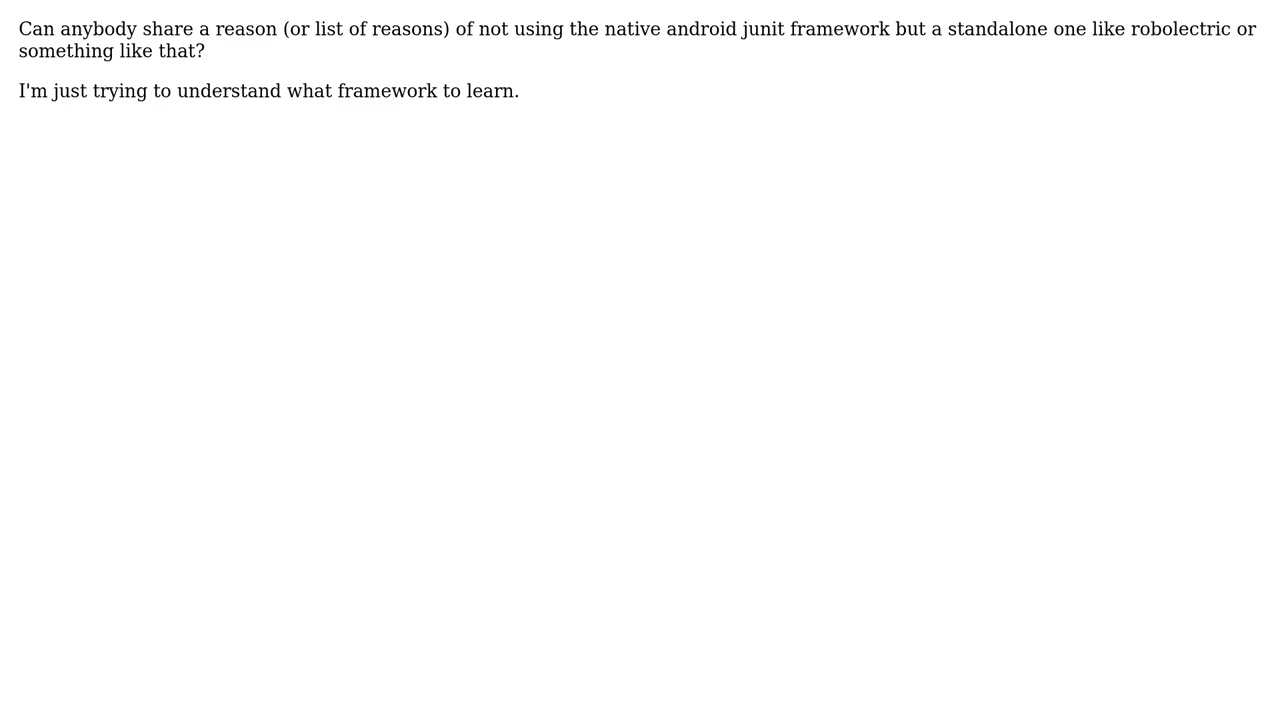 Can anybody share a reason (or list of reasons) of not using the native android junit framework but a standalone one like robolectric or
something like that?
I'm just trying to understand what framework to learn.